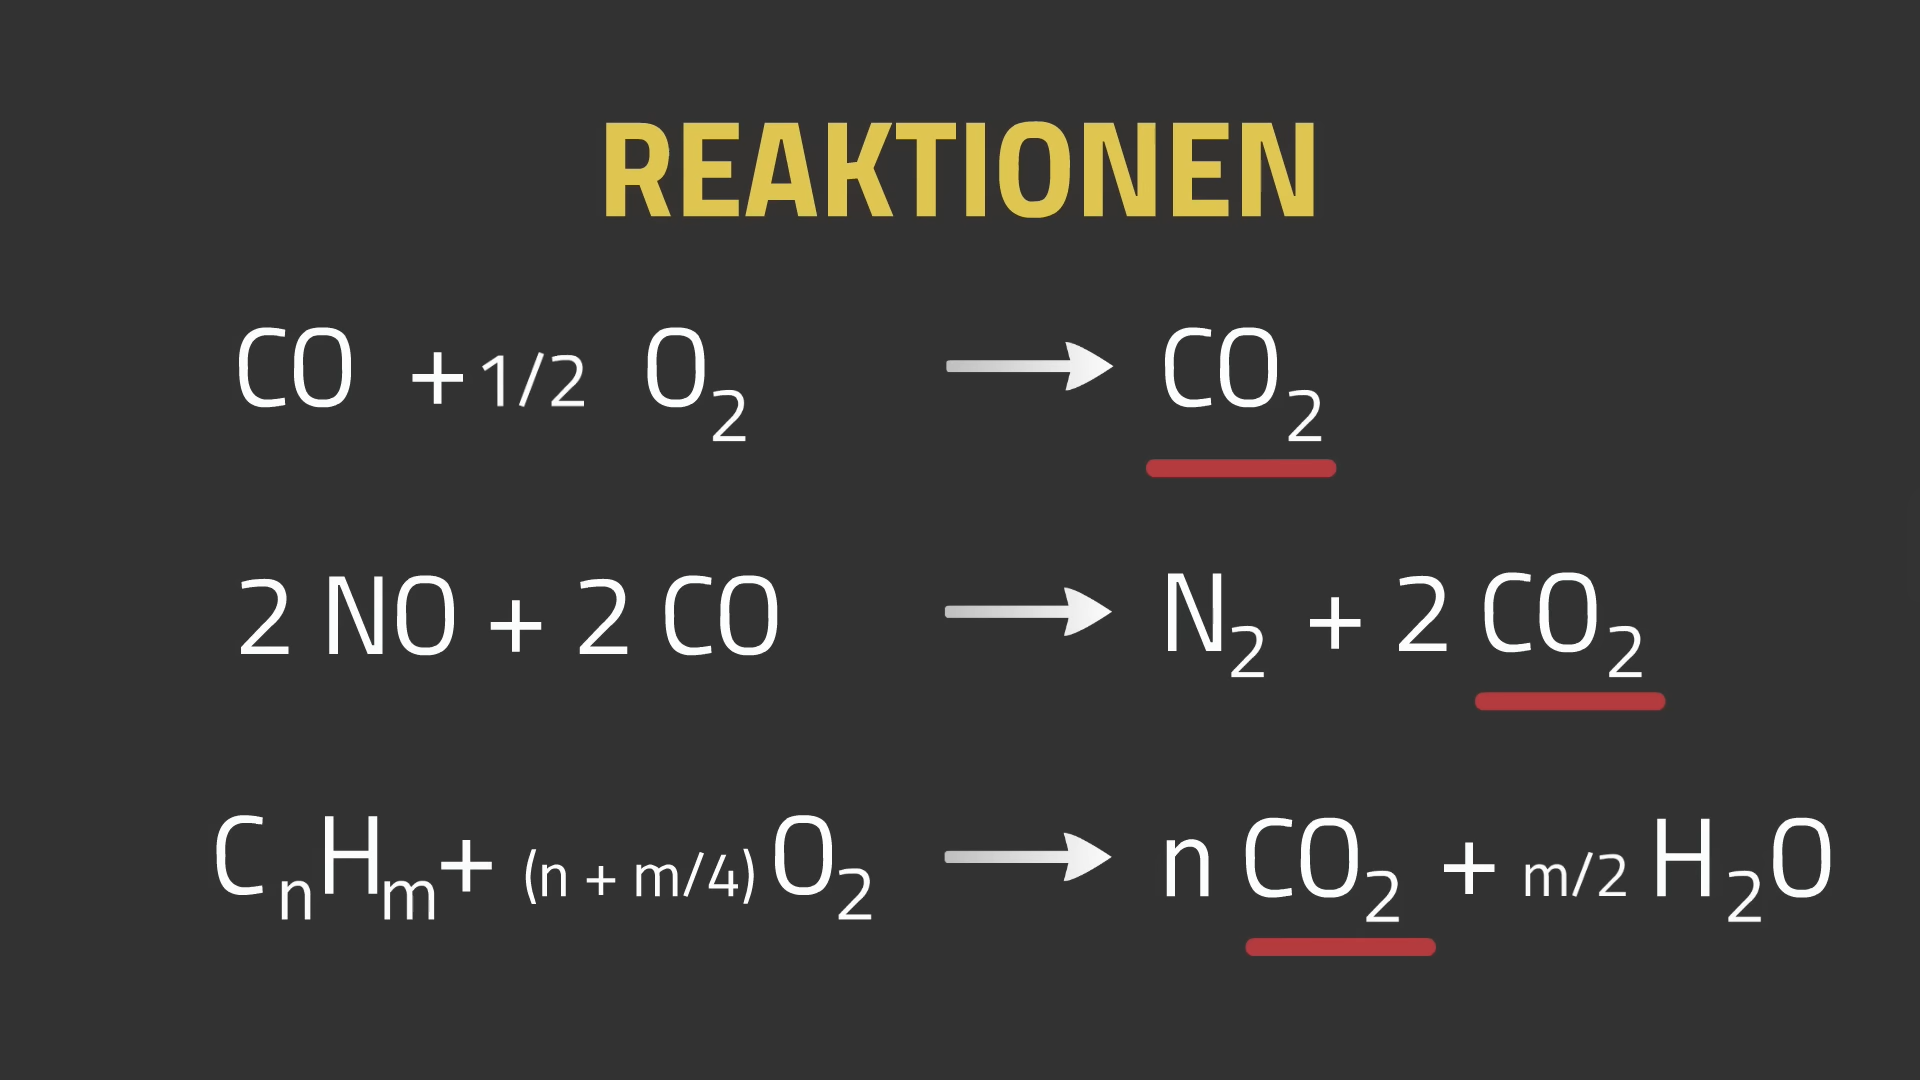 REAKTIONEN
CO + 1/2 O₂ → CO₂
2 NO + 2 CO → N₂ + 2 CO₂
CₙHₘ + (n + m/4) O₂ → n CO₂ + m/2 H₂O